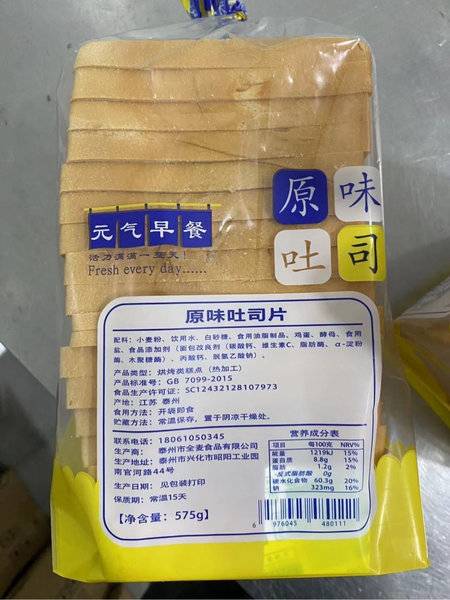 原味
吐司
元气早餐
活力满满一整天！
Fresh every day......
原味吐司片
配料：小麦粉、饮用水、白砂糖、食用油脂制品、鸡蛋、酵母、食用
盐、食品添加剂（面包改良剂（碳酸钙、维生素C、脂肪酶、α-淀粉
酶、木聚糖酶）、丙酸钙、脱氢乙酸钠）。
产品类型：烘烤类糕点（热加工）
产品标准号：GB 7099-2015
食品生产许可证：SC12432128107973
产地：江苏 泰州
食用方法：开袋即食
贮藏方法：常温保存，置于阴凉干燥处。
联系电话：18061050345
生产商：泰州市全麦食品有限公司
生产地址：泰州市兴化市昭阳工业园
南官河路44号
生产日期：见包装打印
保质期：常温15天
【净含量：575g】
营养成分表
项目 每100克 NRV%
能量 1219kJ 15%
蛋白质 8.8g 15%
脂肪 1.2g 2%
-反式脂肪酸 0g
碳水化合物 60.3g 20%
钠 323mg 16%
6 976045 480111